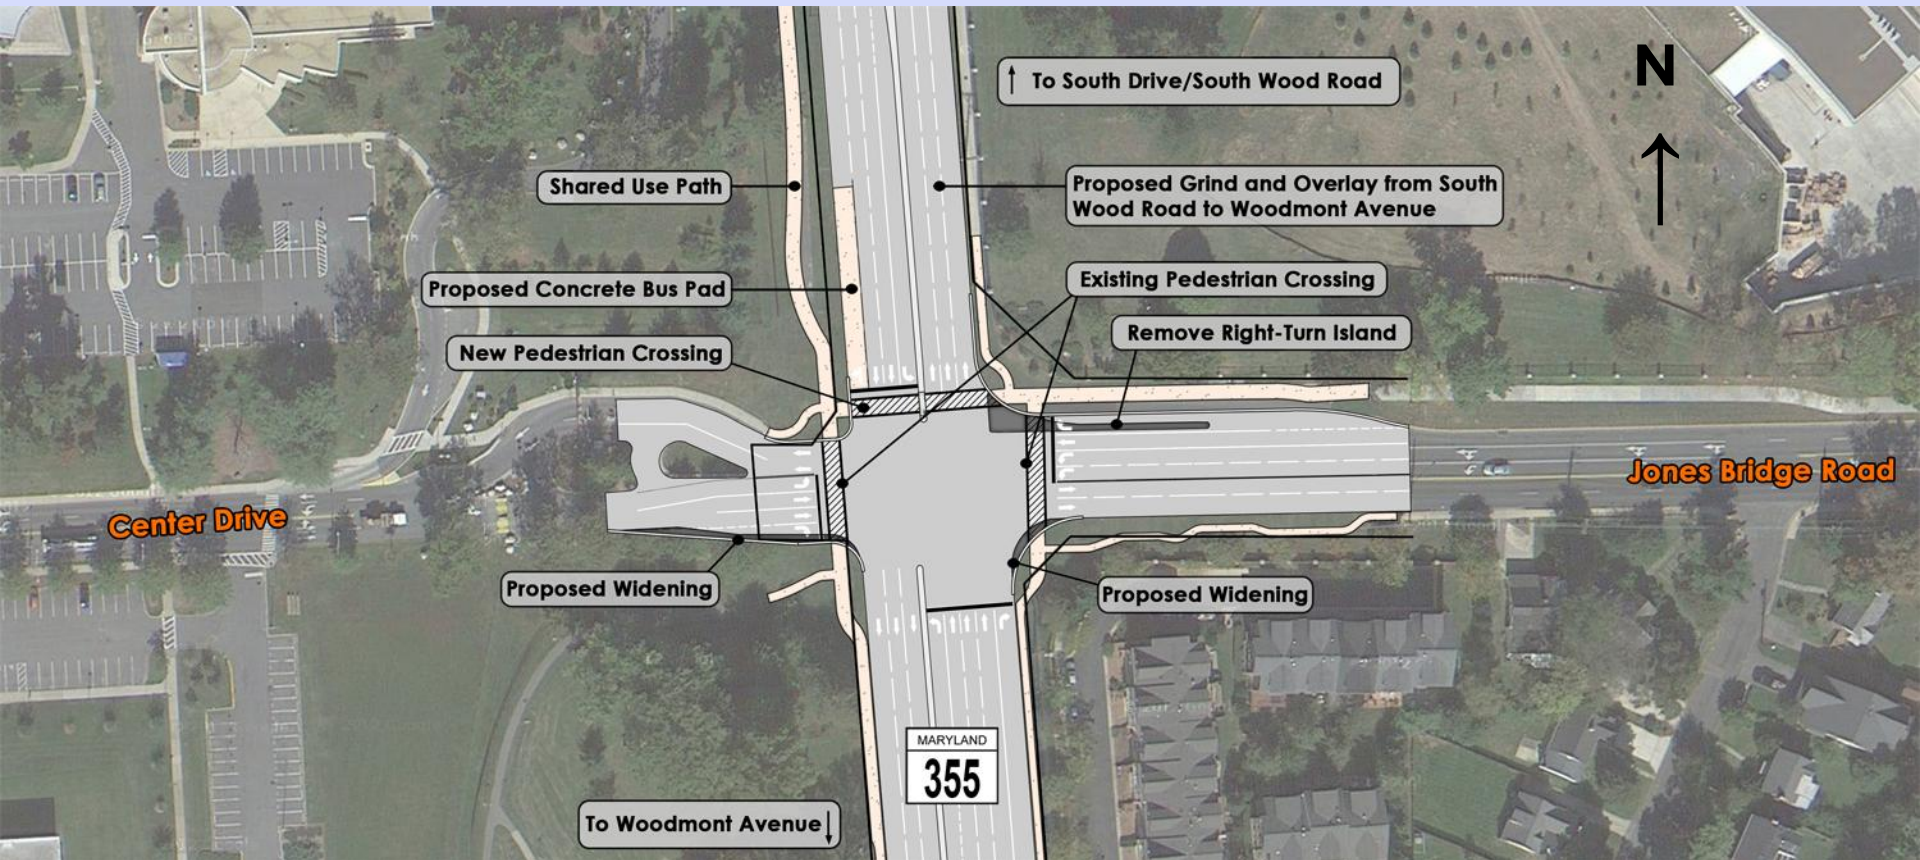 N
↑ To South Drive/South Wood Road
Shared Use Path
Proposed Grind and Overlay from South
Wood Road to Woodmont Avenue
Proposed Concrete Bus Pad
Existing Pedestrian Crossing
New Pedestrian Crossing
Remove Right-Turn Island
Jones Bridge Road
Center Drive
Proposed Widening
Proposed Widening
MARYLAND
355
To Woodmont Avenue ↓